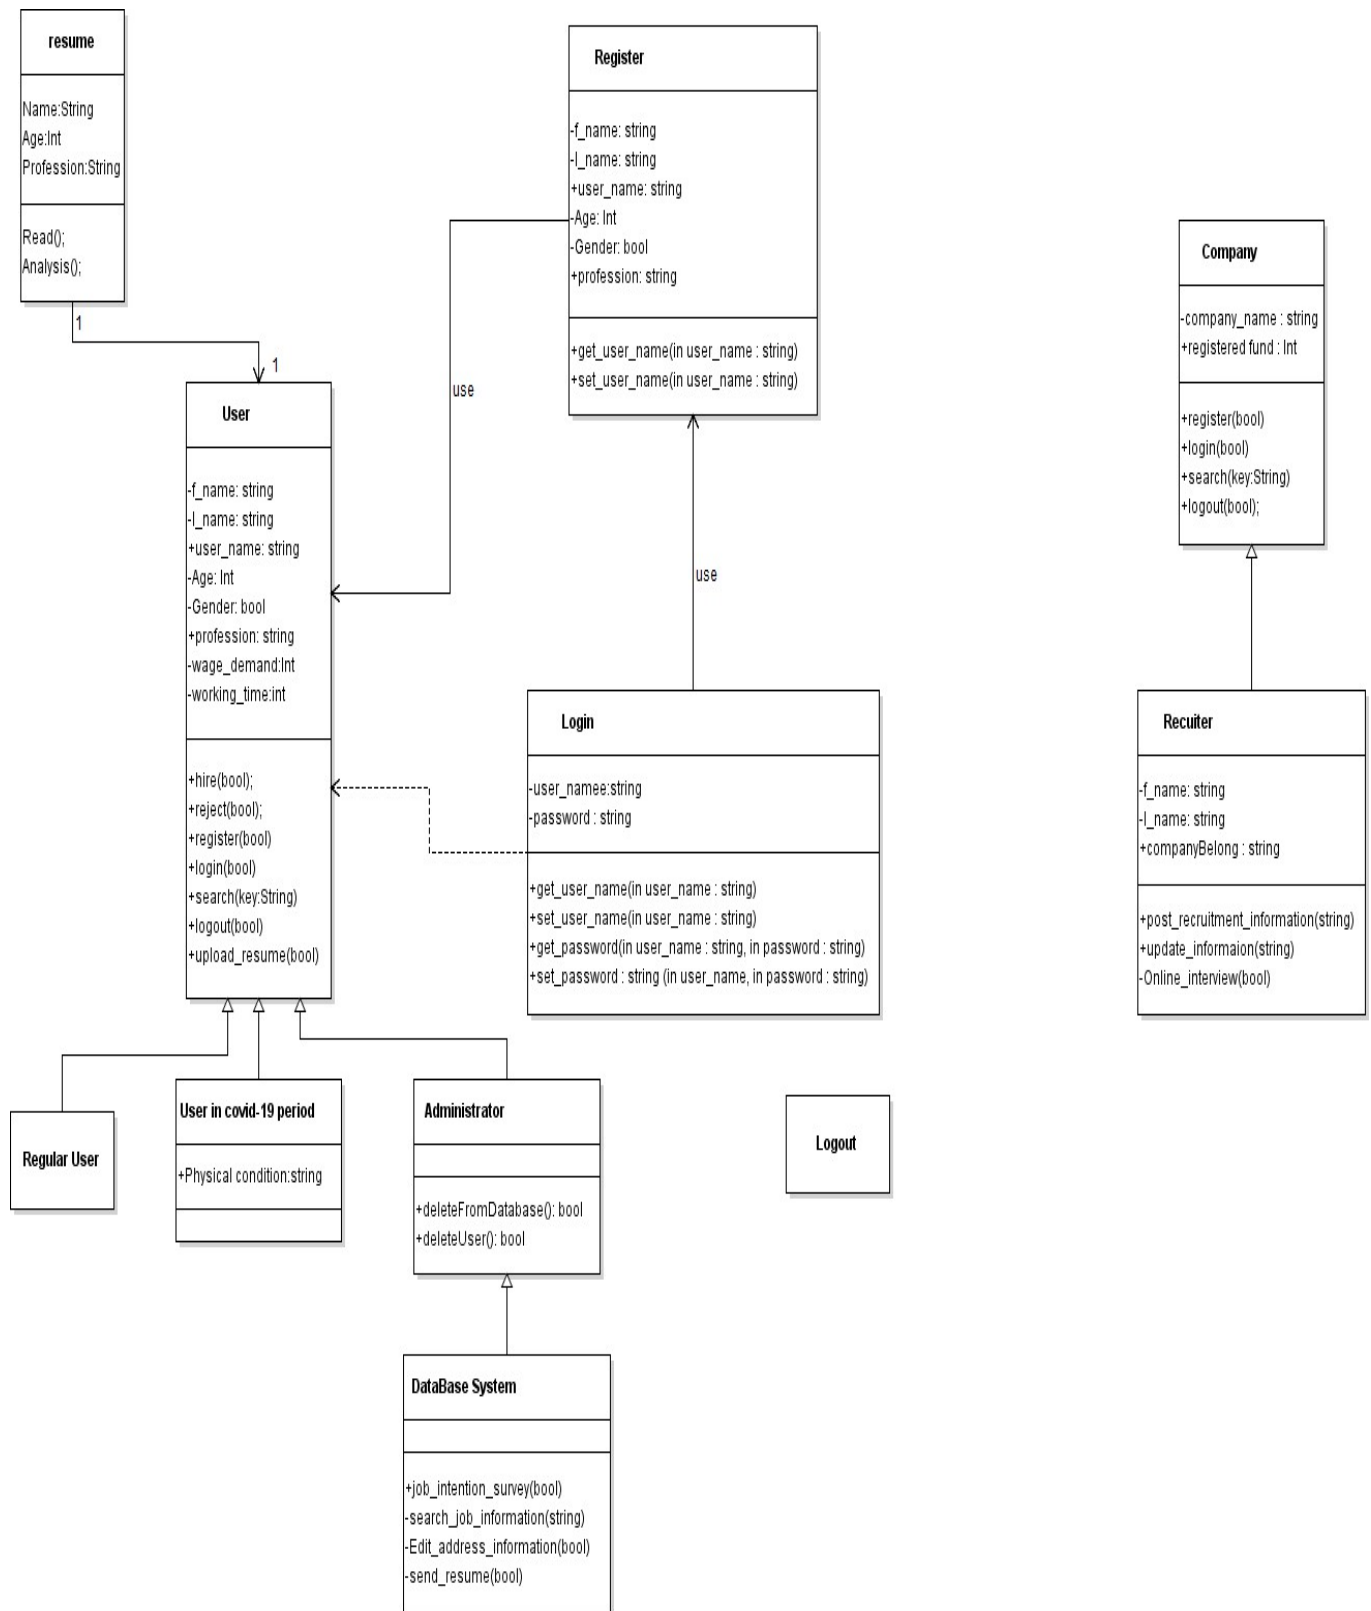 resume
Name:String
Age:Int
Profession:String
Read();
Analysis();
1
1
Register
-f_name: string
-l_name: string
+user_name: string
-Age: Int
-Gender: bool
+profession: string
+get_user_name(in user_name : string)
+set_user_name(in user_name : string)
use
use
Company
-company_name : string
+registered fund : Int
+register(bool)
+login(bool)
+search(key:String)
+logout(bool);
User
-f_name: string
-l_name: string
+user_name: string
-Age: Int
-Gender: bool
+profession: string
-wage_demand:Int
-working_time:int
+hire(bool);
+reject(bool);
+register(bool)
+login(bool)
+search(key:String)
+logout(bool)
+upload_resume(bool)
Login
-user_namee:string
-password : string
+get_user_name(in user_name : string)
+set_user_name(in user_name : string)
+get_password(in user_name : string, in password : string)
+set_password : string (in user_name, in password : string)
Recuiter
-f_name: string
-l_name: string
+companyBelong : string
+post_recruitment_information(string)
+update_informaion(string)
-Online_interview(bool)
Regular User
User in covid-19 period
+Physical condition:string
Administrator
+deleteFromDatabase(): bool
+deleteUser(): bool
Logout
DataBase System
+job_intention_survey(bool)
-search_job_information(string)
-Edit_address_information(bool)
-send_resume(bool)